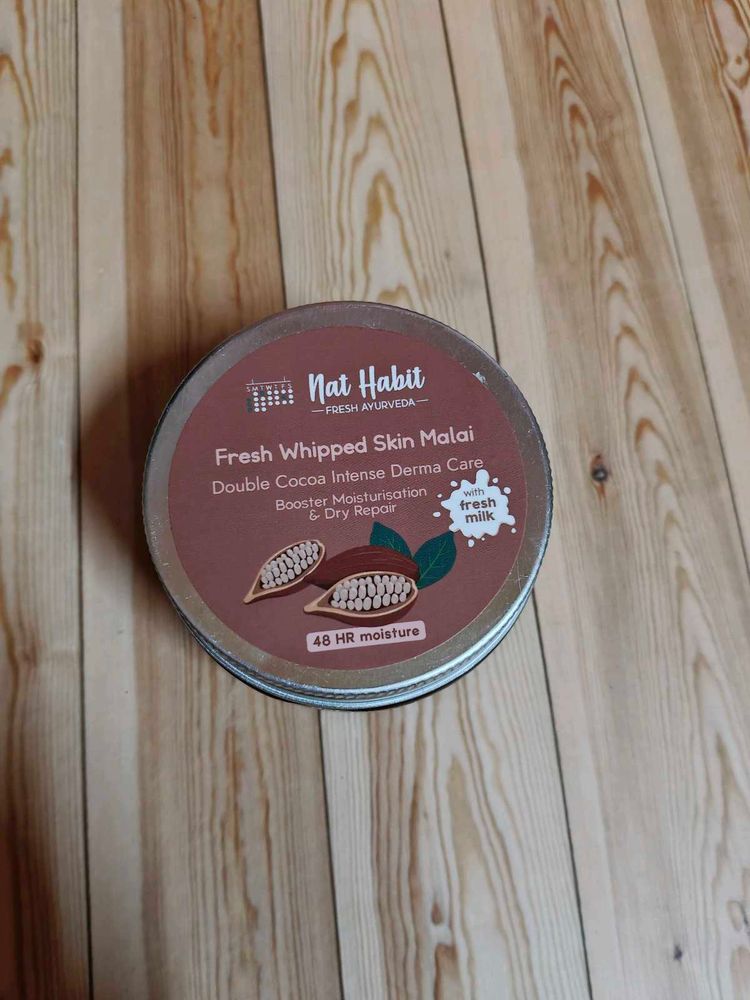 S M T W T F S
Nat Habit
FRESH AYURVEDA
Fresh Whipped Skin Malai
Double Cocoa Intense Derma Care
Booster Moisturisation
& Dry Repair
with
fresh
milk
48 HR moisture